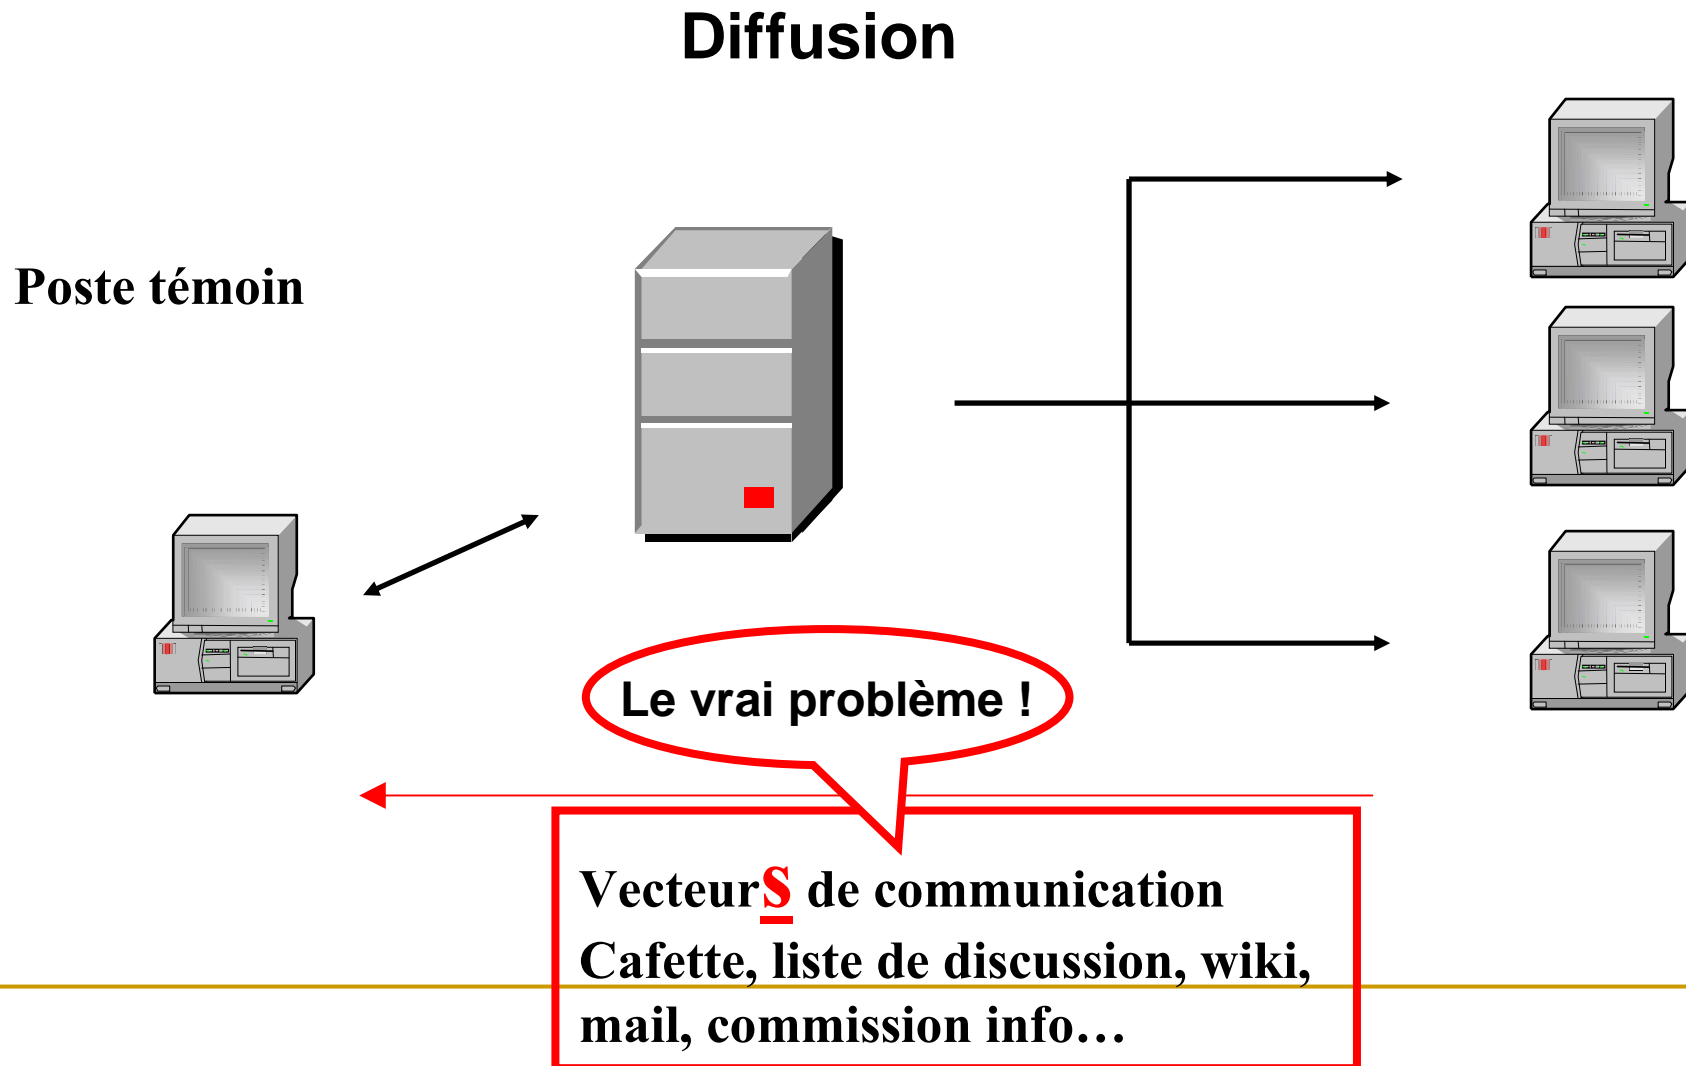 Diffusion
Poste témoin
Le vrai problème !
Vecteurs de communication
Cafette, liste de discussion, wiki,
mail, commission info…